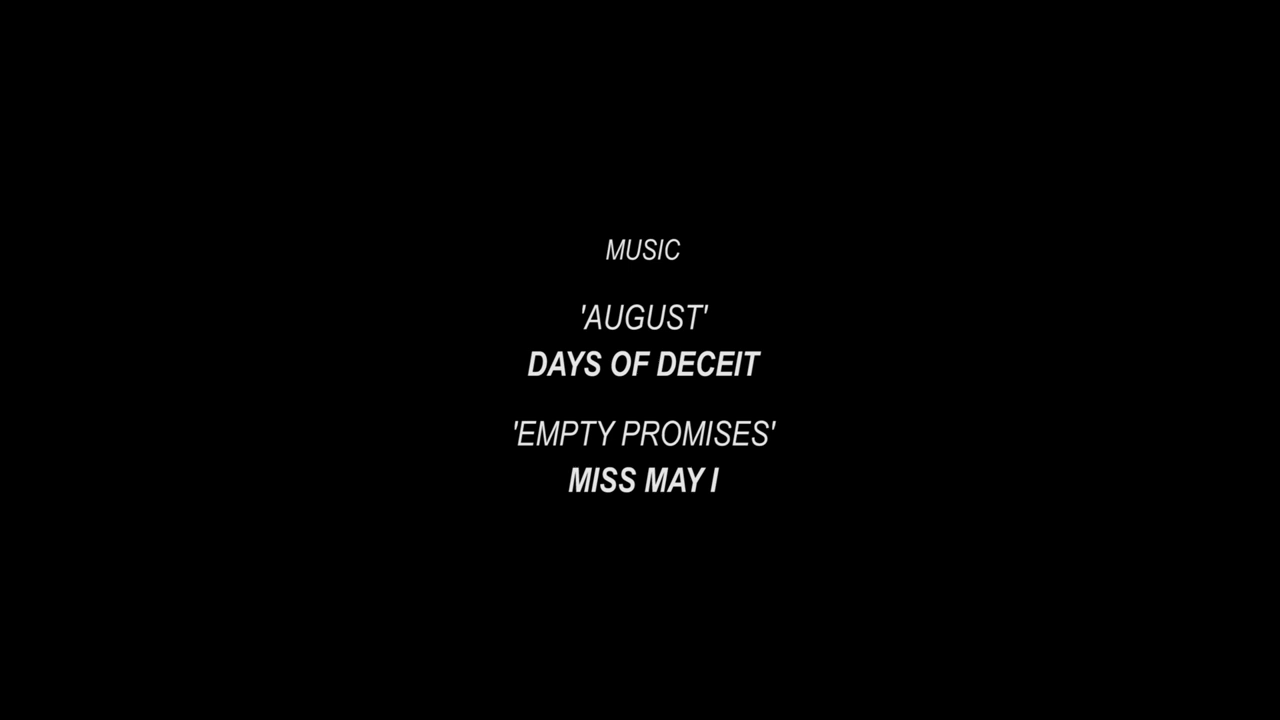 MUSIC
'AUGUST'
DAYS OF DECEIT
'EMPTY PROMISES'
MISS MAY I